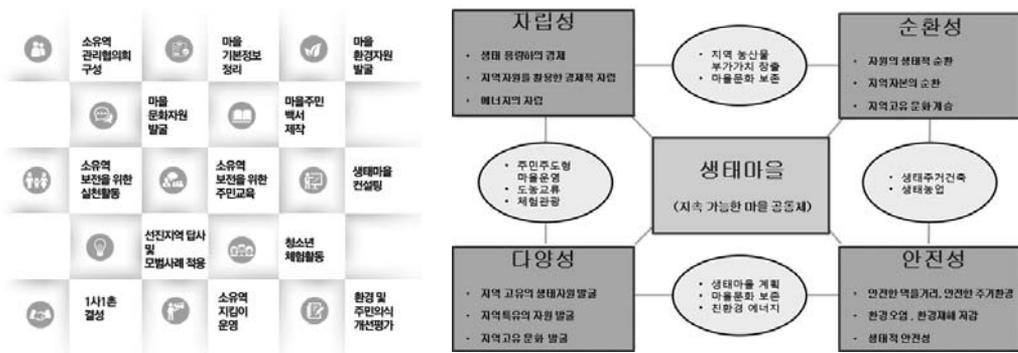 소유역
관리협의회
구성
마을
기본정보
정리
마을
환경자원
발굴
마을
문화자원
발굴
마을주민
백서
제작
소유역
보전을 위한
실천활동
소유역
보전을 위한
주민교육
생태마을
컨설팅
선진지역 답사
및
모범사례 적용
청소년
체험활동
1사1촌
결성
소유역
지킴이
운영
환경 및
주민의식
개선평가
자립성
• 생태 용량하의 경제
• 지역자원을 활용한 경제적 자립
• 에너지의 자립
• 지역 농산물
부가가치 창출
• 마을문화 보존
순환성
• 자원의 생태적 순환
• 지역자본의 순환
• 지역고유 문화 계승
• 주민주도형
마을운영
• 도농교류
• 체험관광
생태마을
(지속 가능한 마을 공동체)
• 생태주거건축
• 생태농업
다양성
• 지역 고유의 생태자원 발굴
• 지역특유의 자원 발굴
• 지역고유 문화 발굴
• 생태마을 계획
• 마을문화 보존
• 친환경 에너지
안전성
• 안전한 먹을거리, 안전한 주거환경
• 환경오염, 환경재해 저감
• 생태적 안전성